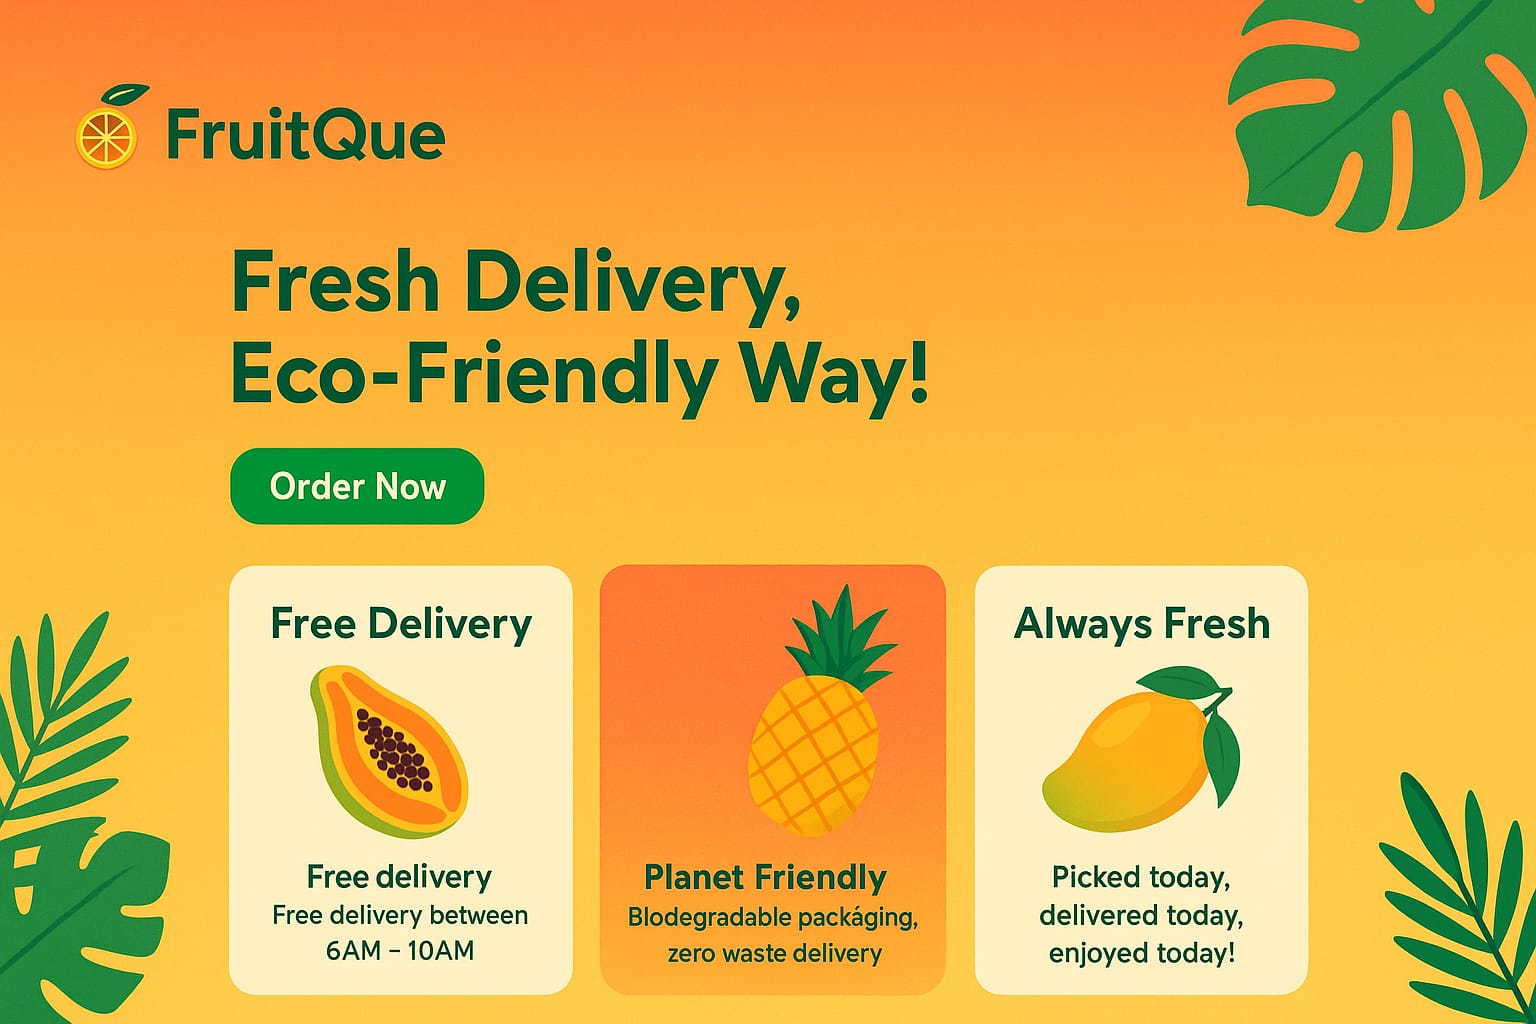 FruitQue
Fresh Delivery,
Eco-Friendly Way!
Order Now
Free Delivery
Free delivery
Free delivery between
6AM – 10AM
Planet Friendly
Blodegradable packáging,
zero waste delivery
Always Fresh
Picked today,
delivered today,
enjoyed today!